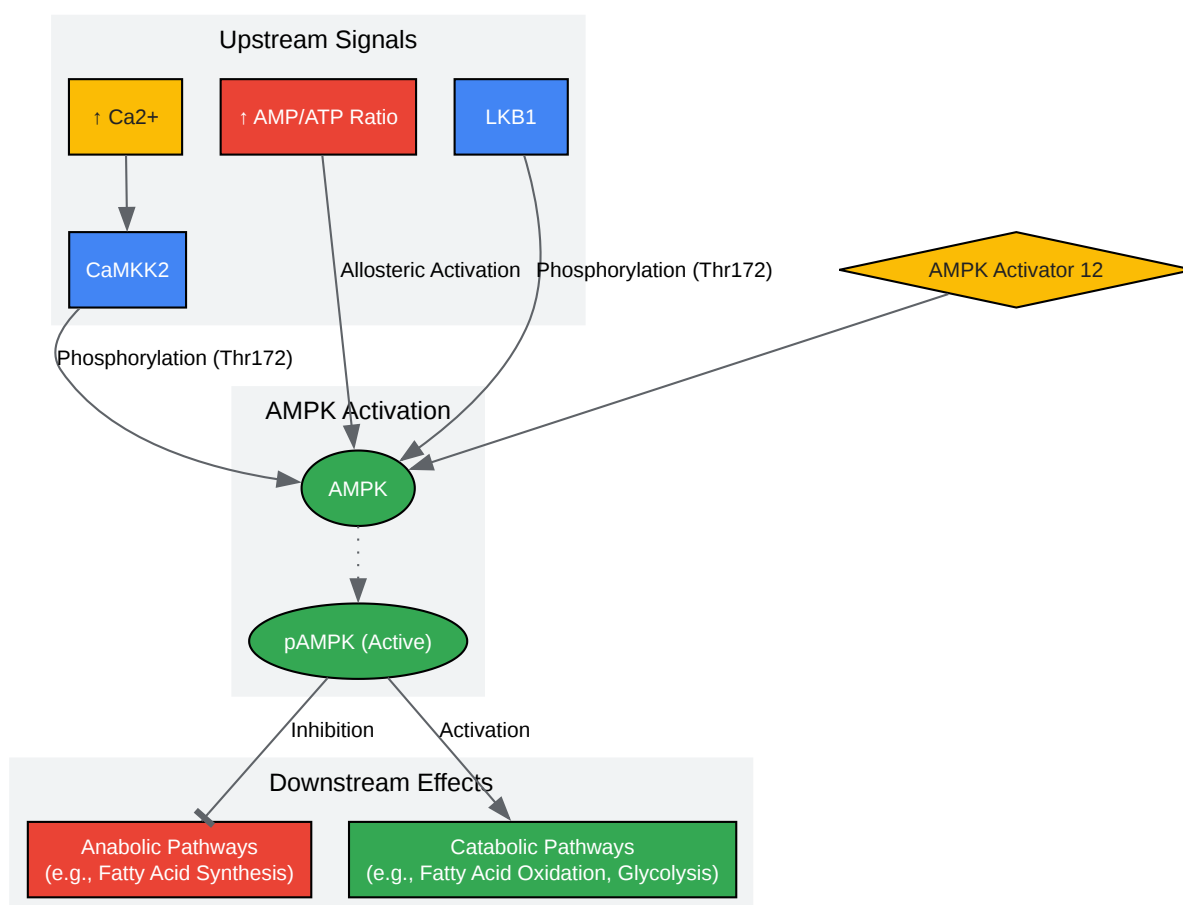 Upstream Signals
↑ Ca2+
↑ AMP/ATP Ratio
LKB1
CaMKK2
Allosteric Activation
Phosphorylation (Thr172)
AMPK Activator 12
Phosphorylation (Thr172)
AMPK Activation
AMPK
pAMPK (Active)
Inhibition
Activation
Downstream Effects
Anabolic Pathways
(e.g., Fatty Acid Synthesis)
Catabolic Pathways
(e.g., Fatty Acid Oxidation, Glycolysis)